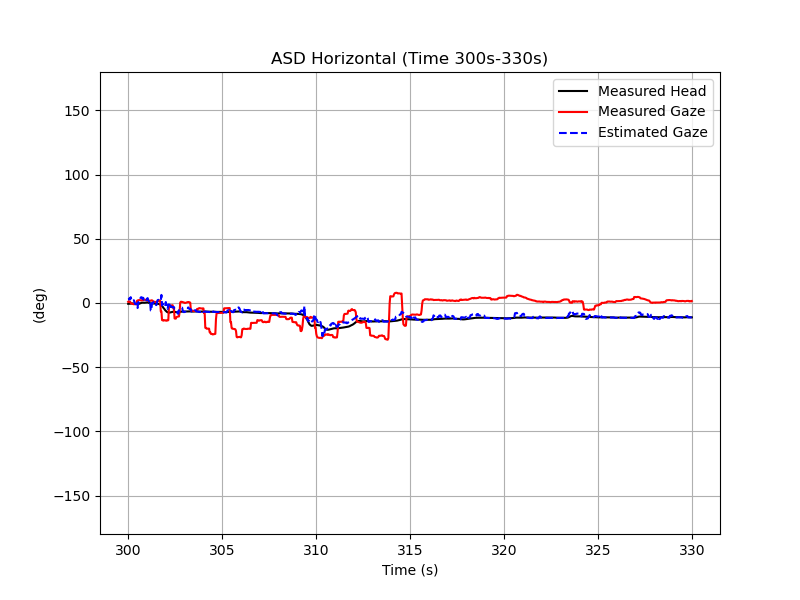 ASD Horizontal (Time 300s-330s)
Measured Head
Measured Gaze
Estimated Gaze
150
100
50
0
−50
−100
−150
(deg)
300 305 310 315 320 325 330
Time (s)